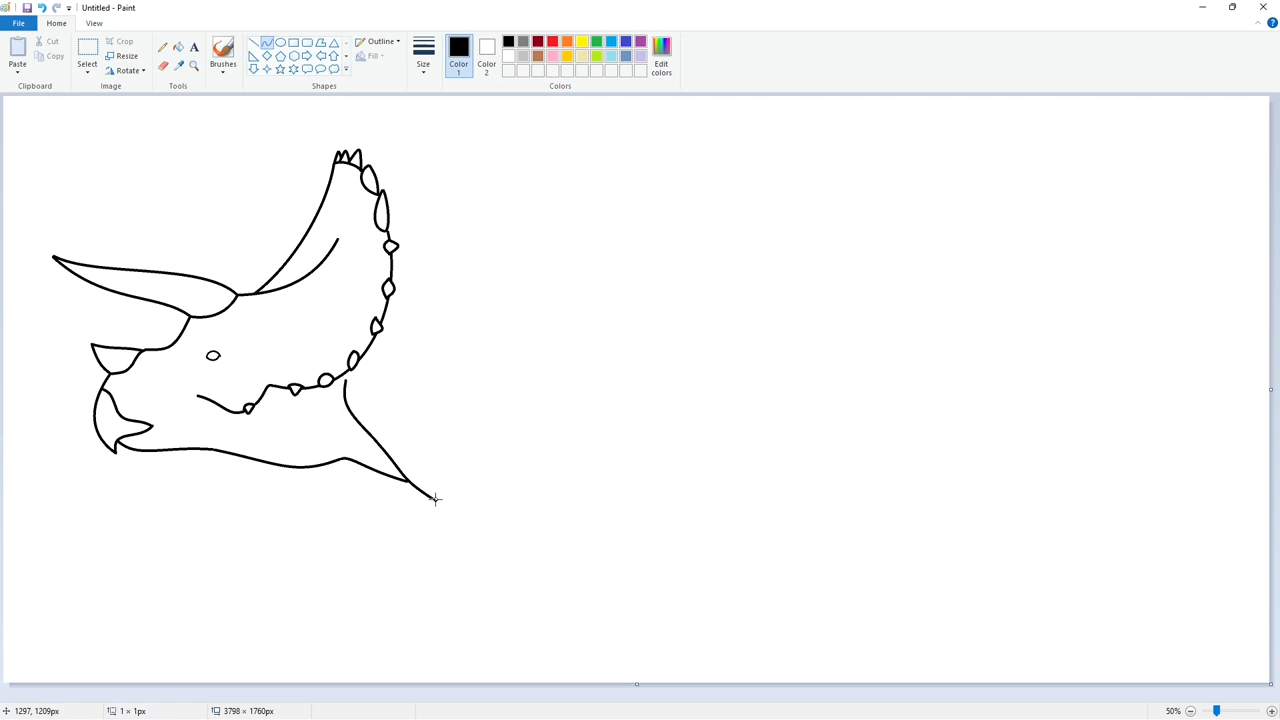 Untitled - Paint
File Home View
Paste
Cut
Copy
Clipboard
Select
Crop
Resize
Rotate
Image
A
Tools
Brushes
Outline
Fill
Shapes
Size
Color
1
Color
2
Edit
colors
Colors
1297, 1209px
1 × 1px
3798 × 1760px
50%